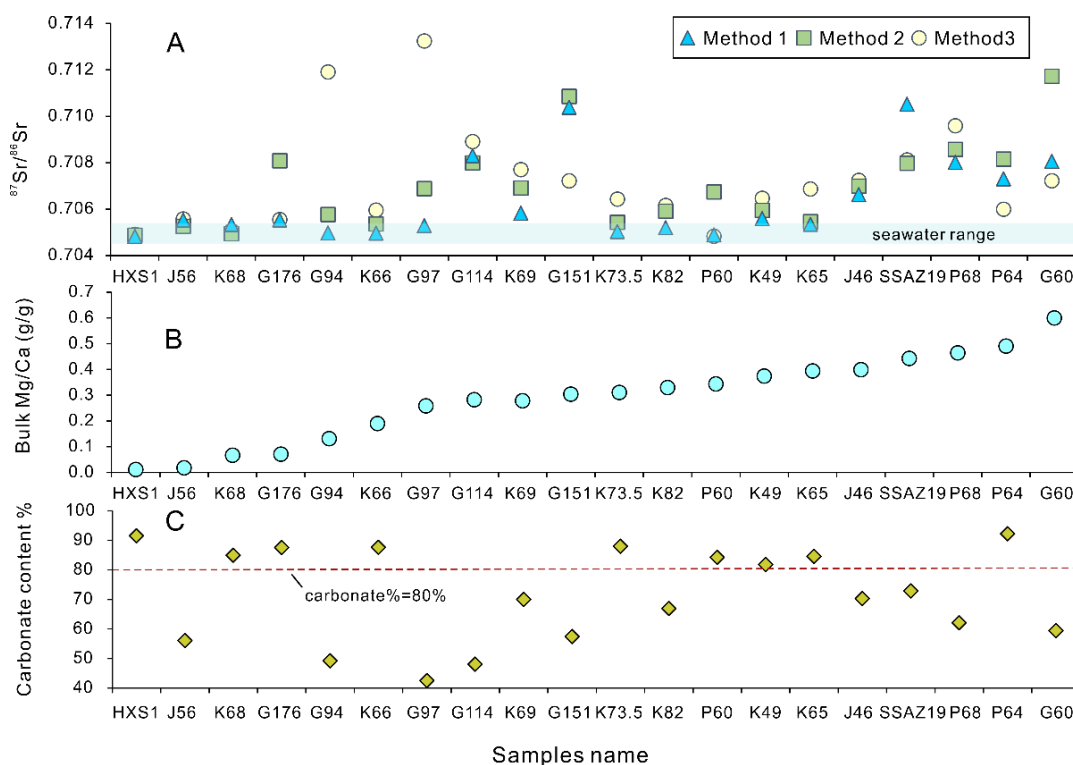 A
Method 1 Method 2 Method3
0.714
0.712
0.710
0.708
0.706
0.704
⁸⁷Sr/⁸⁶Sr
seawater range
HXS1 J56 K68 G176 G94 K66 G97 G114 K69 G151 K73.5 K82 P60 K49 K65 J46 SSAZ19 P68 P64 G60
B
0.7
0.6
0.5
0.4
0.3
0.2
0.1
0.0
Bulk Mg/Ca (g/g)
HXS1 J56 K68 G176 G94 K66 G97 G114 K69 G151 K73.5 K82 P60 K49 K65 J46 SSAZ19 P68 P64 G60
C
100
90
80
70
60
50
40
Carbonate content %
carbonate%=80%
HXS1 J56 K68 G176 G94 K66 G97 G114 K69 G151 K73.5 K82 P60 K49 K65 J46 SSAZ19 P68 P64 G60
Samples name